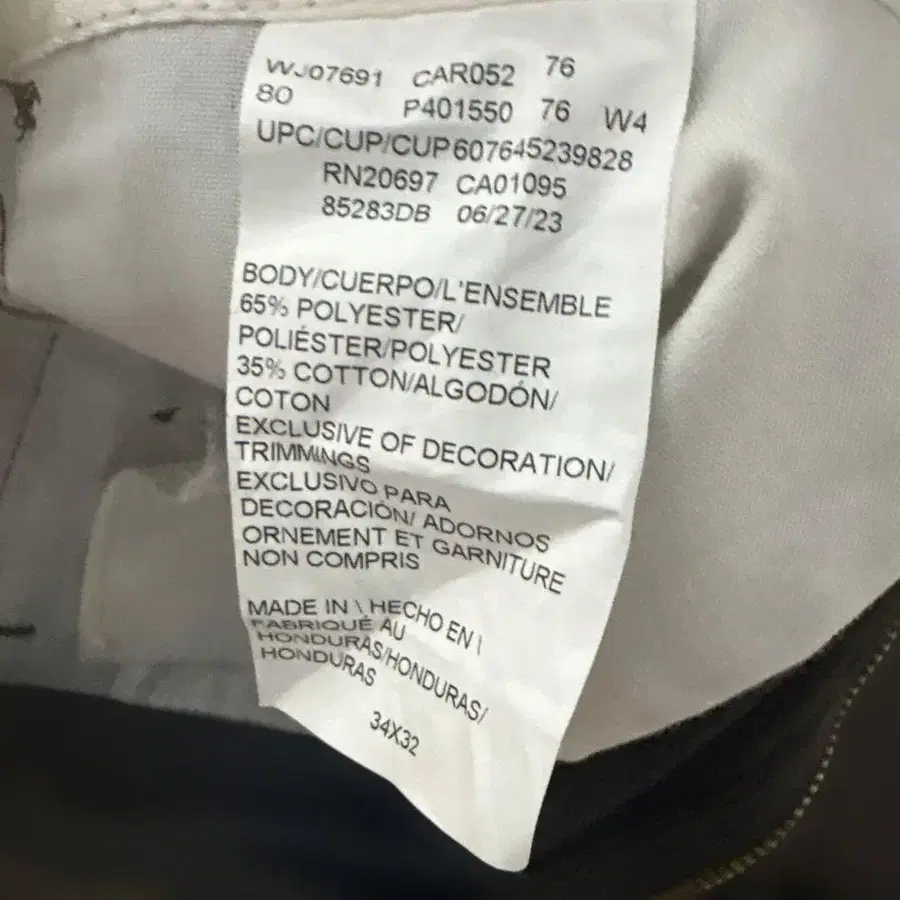 WJ07691 CAR052 76
80 P401550 76 W4
UPC/CUP/CUP 607645239828
RN20697 CA01095
85283DB 06/27/23
BODY/CUERPO/L'ENSEMBLE
65% POLYESTER/
POLIÉSTER/POLYESTER
35% COTTON/ALGODÓN/
COTON
EXCLUSIVE OF DECORATION/
TRIMMINGS
EXCLUSIVO PARA
DECORACIÓN/ ADORNOS
ORNEMENT ET GARNITURE
NON COMPRIS
MADE IN \ HECHO EN \
FABRIQUÉ AU
HONDURAS/HONDURAS/
HONDURAS
34X32